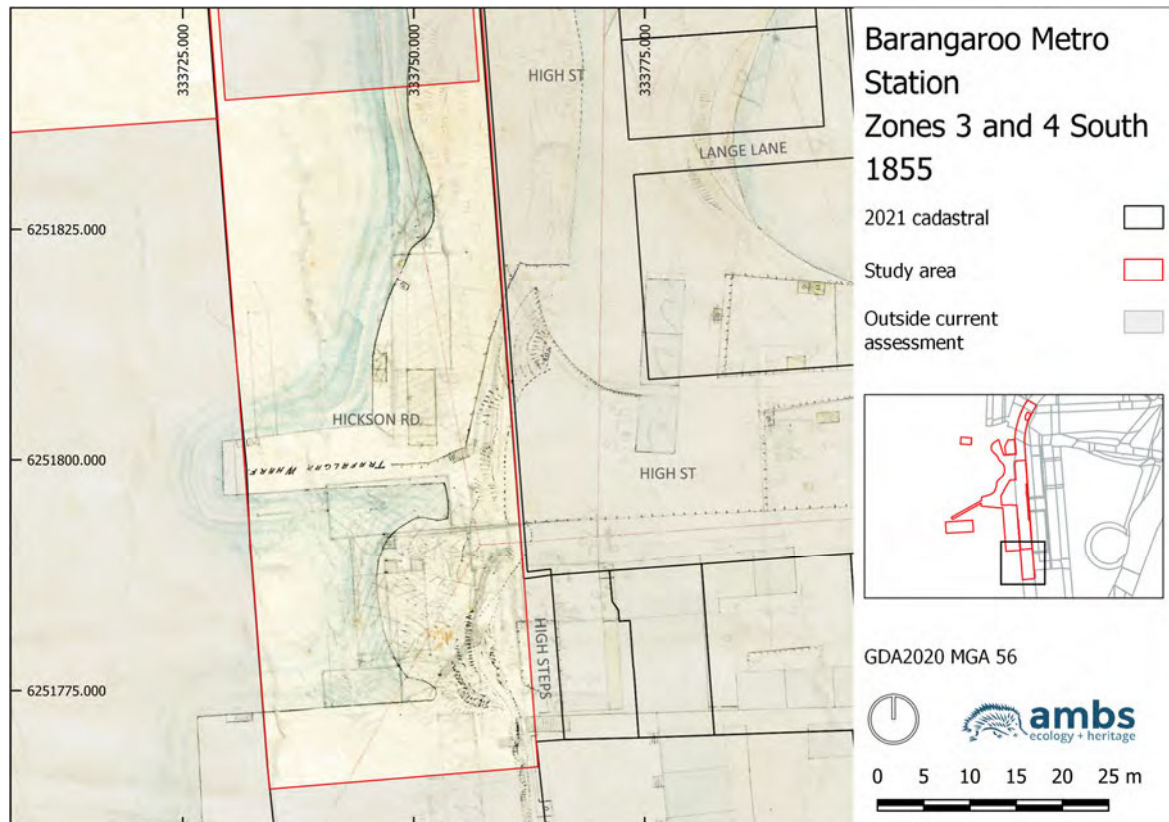 333725.000
333750.000
333775.000
HIGH ST
LANGE LANE
6251825.000
HICKSON RD
6251800.000
TRAFALGAR WHARF
HIGH ST
HIGH STEPS
6251775.000
Barangaroo Metro
Station
Zones 3 and 4 South
1855
2021 cadastral
Study area
Outside current
assessment
GDA2020 MGA 56
ambs
ecology + heritage
0 5 10 15 20 25 m